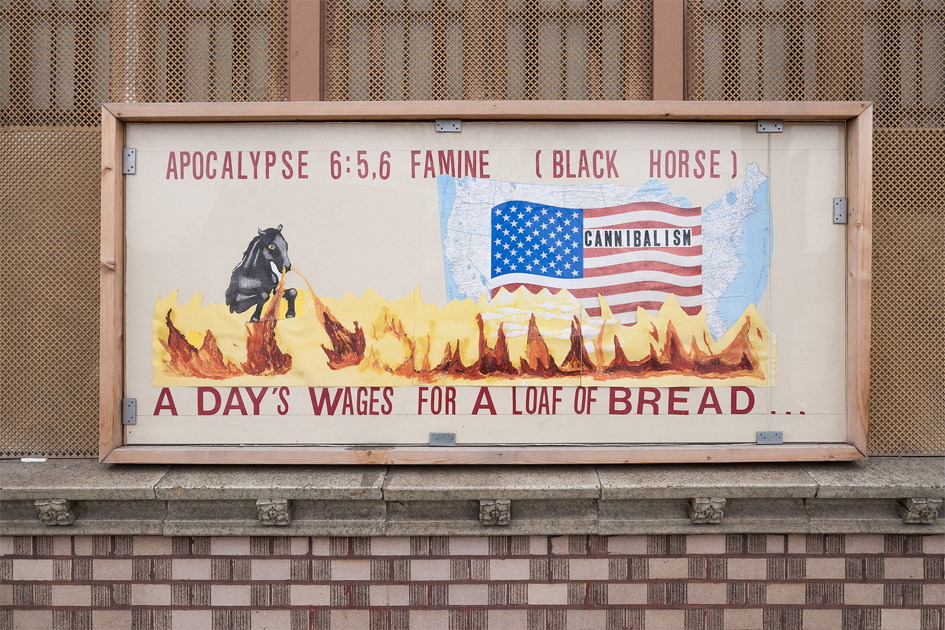 APOCALYPSE 6:5,6 FAMINE (BLACK HORSE)
CANNIBALISM
A DAY'S WAGES FOR A LOAF OF BREAD...